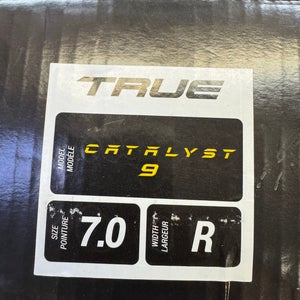 TRUE
MODEL
MODÈLE
CATALYST
9
SIZE
POINTURE
7.0
WIDTH
LARGEUR
R